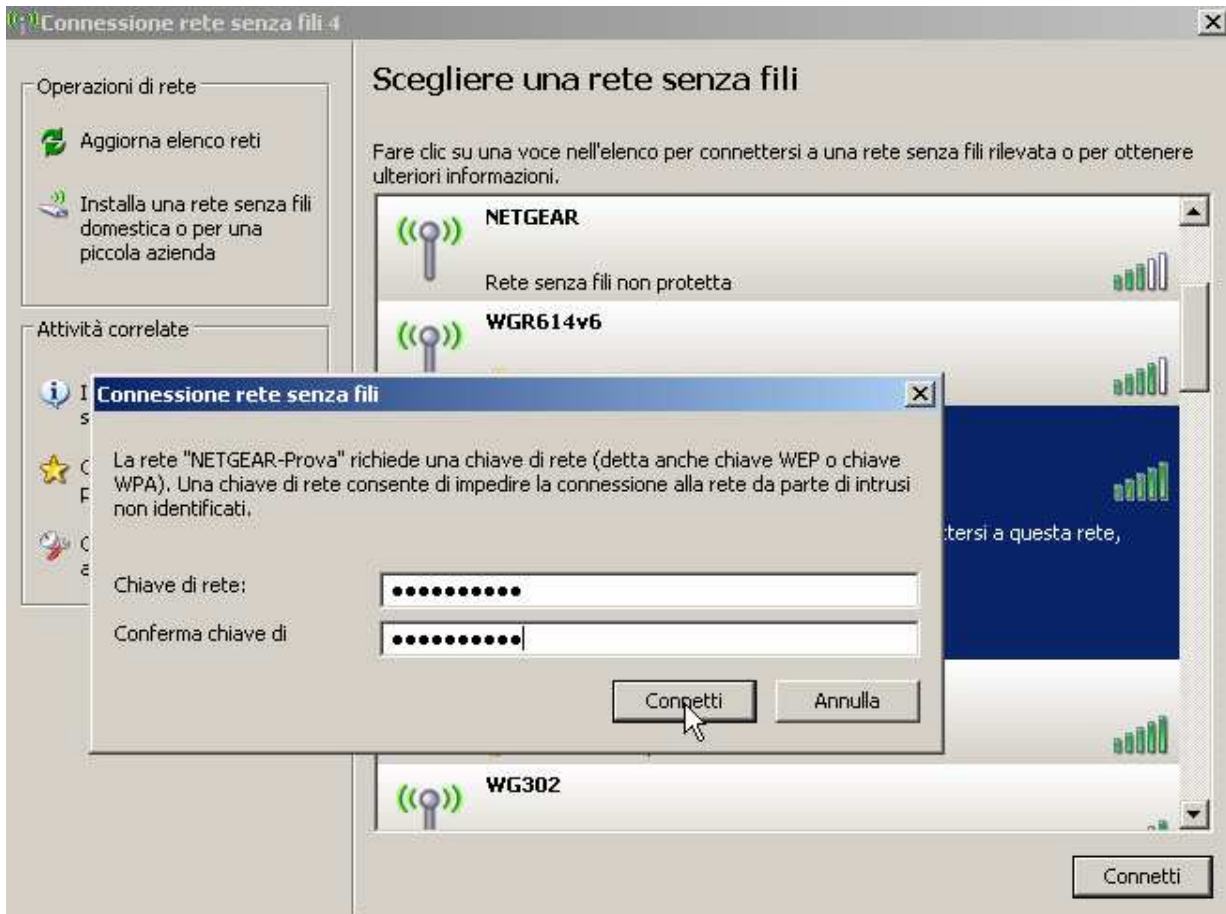 Connessione rete senza fili 4
Operazioni di rete
Aggiorna elenco reti
Installa una rete senza fili
domestica o per una
piccola azienda
Attività correlate
Scegliere una rete senza fili
Fare clic su una voce nell'elenco per connettersi a una rete senza fili rilevata o per ottenere
ulteriori informazioni.
NETGEAR
Rete senza fili non protetta
WGR614v6
Connessione rete senza fili
La rete "NETGEAR-Prova" richiede una chiave di rete (detta anche chiave WEP o chiave
WPA). Una chiave di rete consente di impedire la connessione alla rete da parte di intrusi
non identificati.
Chiave di rete:
••••••••••
Conferma chiave di
••••••••••
Connetti
Annulla
a questa rete,
WG302
Connetti